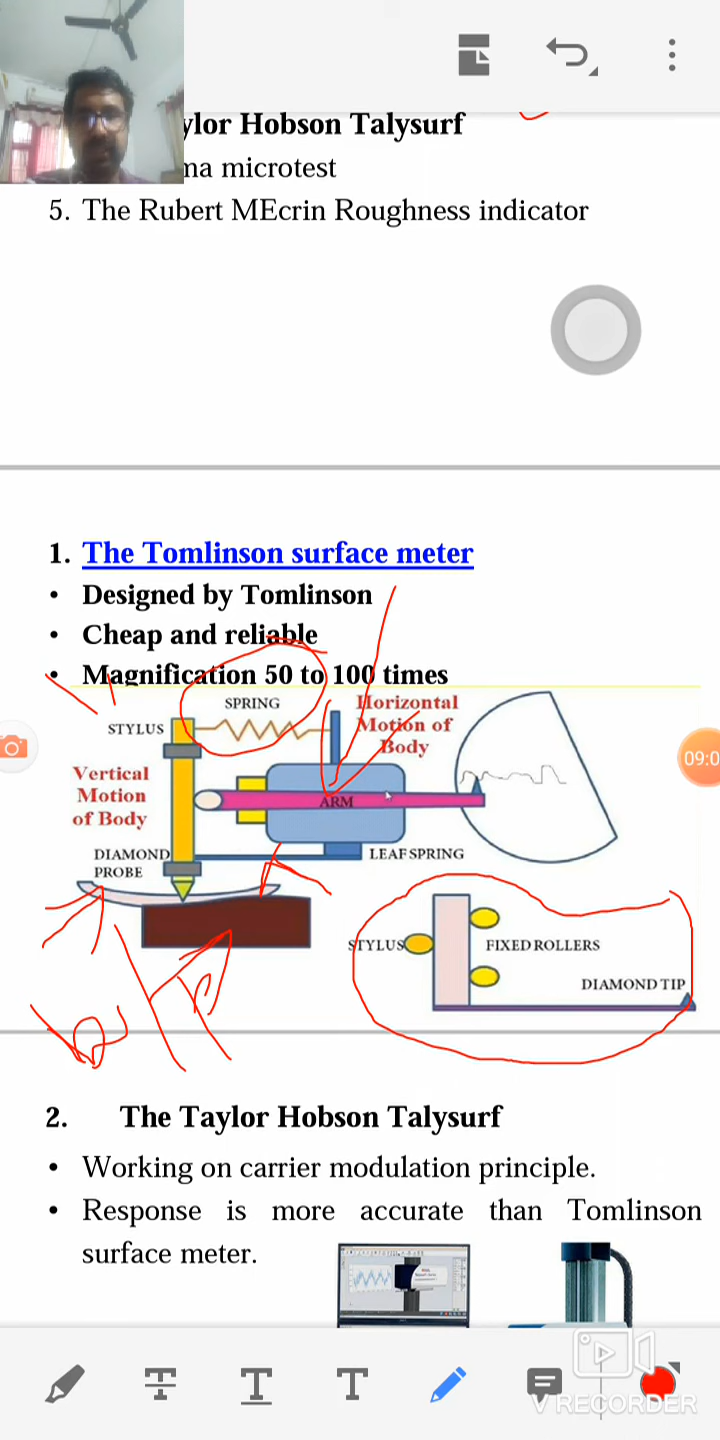 ylor Hobson Talysurf
ma microtest
5. The Rubert MEcrin Roughness indicator
1. The Tomlinson surface meter
• Designed by Tomlinson
• Cheap and reliable
• Magnification 50 to 100 times
SPRING
Horizontal
Motion of
Body
STYLUS
Vertical
Motion
of Body
09:0
ARM
DIAMOND
PROBE
LEAF SPRING
STYLUS
FIXED ROLLERS
DIAMOND TIP
2. The Taylor Hobson Talysurf
• Working on carrier modulation principle.
• Response is more accurate than Tomlinson
surface meter.
T T T
V RECORDER